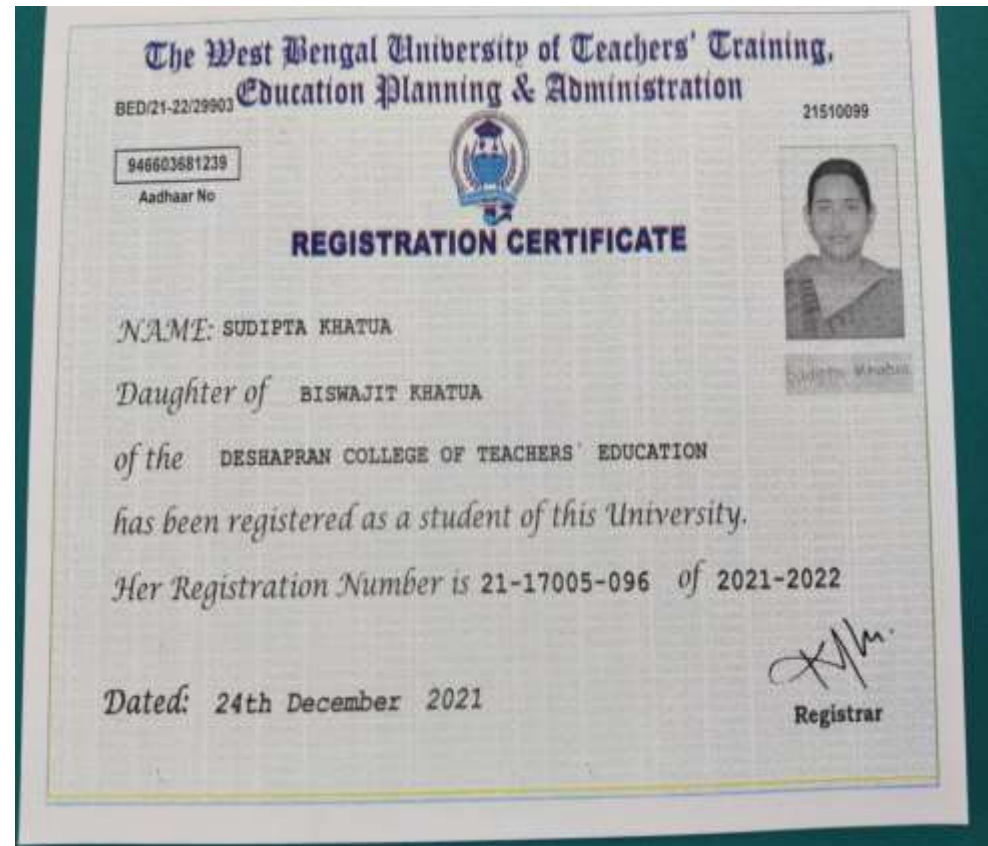 The West Bengal University of Teachers' Training,
Education Planning & Administration
BED/21-22/29903
21510099
946603681239
Aadhaar No
REGISTRATION CERTIFICATE
NAME: SUDIPTA KHATUA
Sudipta Khatua
Daughter of BISWAJIT KHATUA
of the DESHAPRAN COLLEGE OF TEACHERS' EDUCATION
has been registered as a student of this University.
Her Registration Number is 21-17005-096 of 2021-2022
Dated: 24th December 2021
Registrar